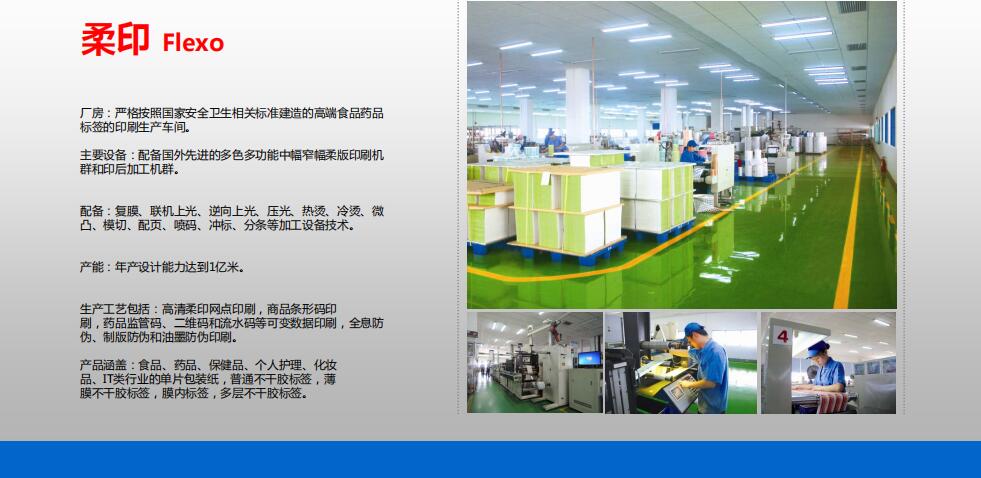 柔印 Flexo
厂房：严格按照国家安全卫生相关标准建造的高端食品药品
标签的印刷生产车间。
主要设备：配备国外先进的多色多功能中幅窄幅柔版印刷机
群和印后加工机群。
配备：复膜、联机上光、逆向上光、压光、热烫、冷烫、微
凸、模切、配页、喷码、冲标、分条等加工设备技术。
产能：年产设计能力达到1亿米。
生产工艺包括：高清柔印网点印刷，商品条形码印
刷，药品监管码、二维码和流水码等可变数据印刷，全息防
伪、制版防伪和油墨防伪印刷。
产品涵盖：食品、药品、保健品、个人护理、化妆
品、IT类行业的单片包装纸，普通不干胶标签，薄
膜不干胶标签，膜内标签，多层不干胶标签。
4